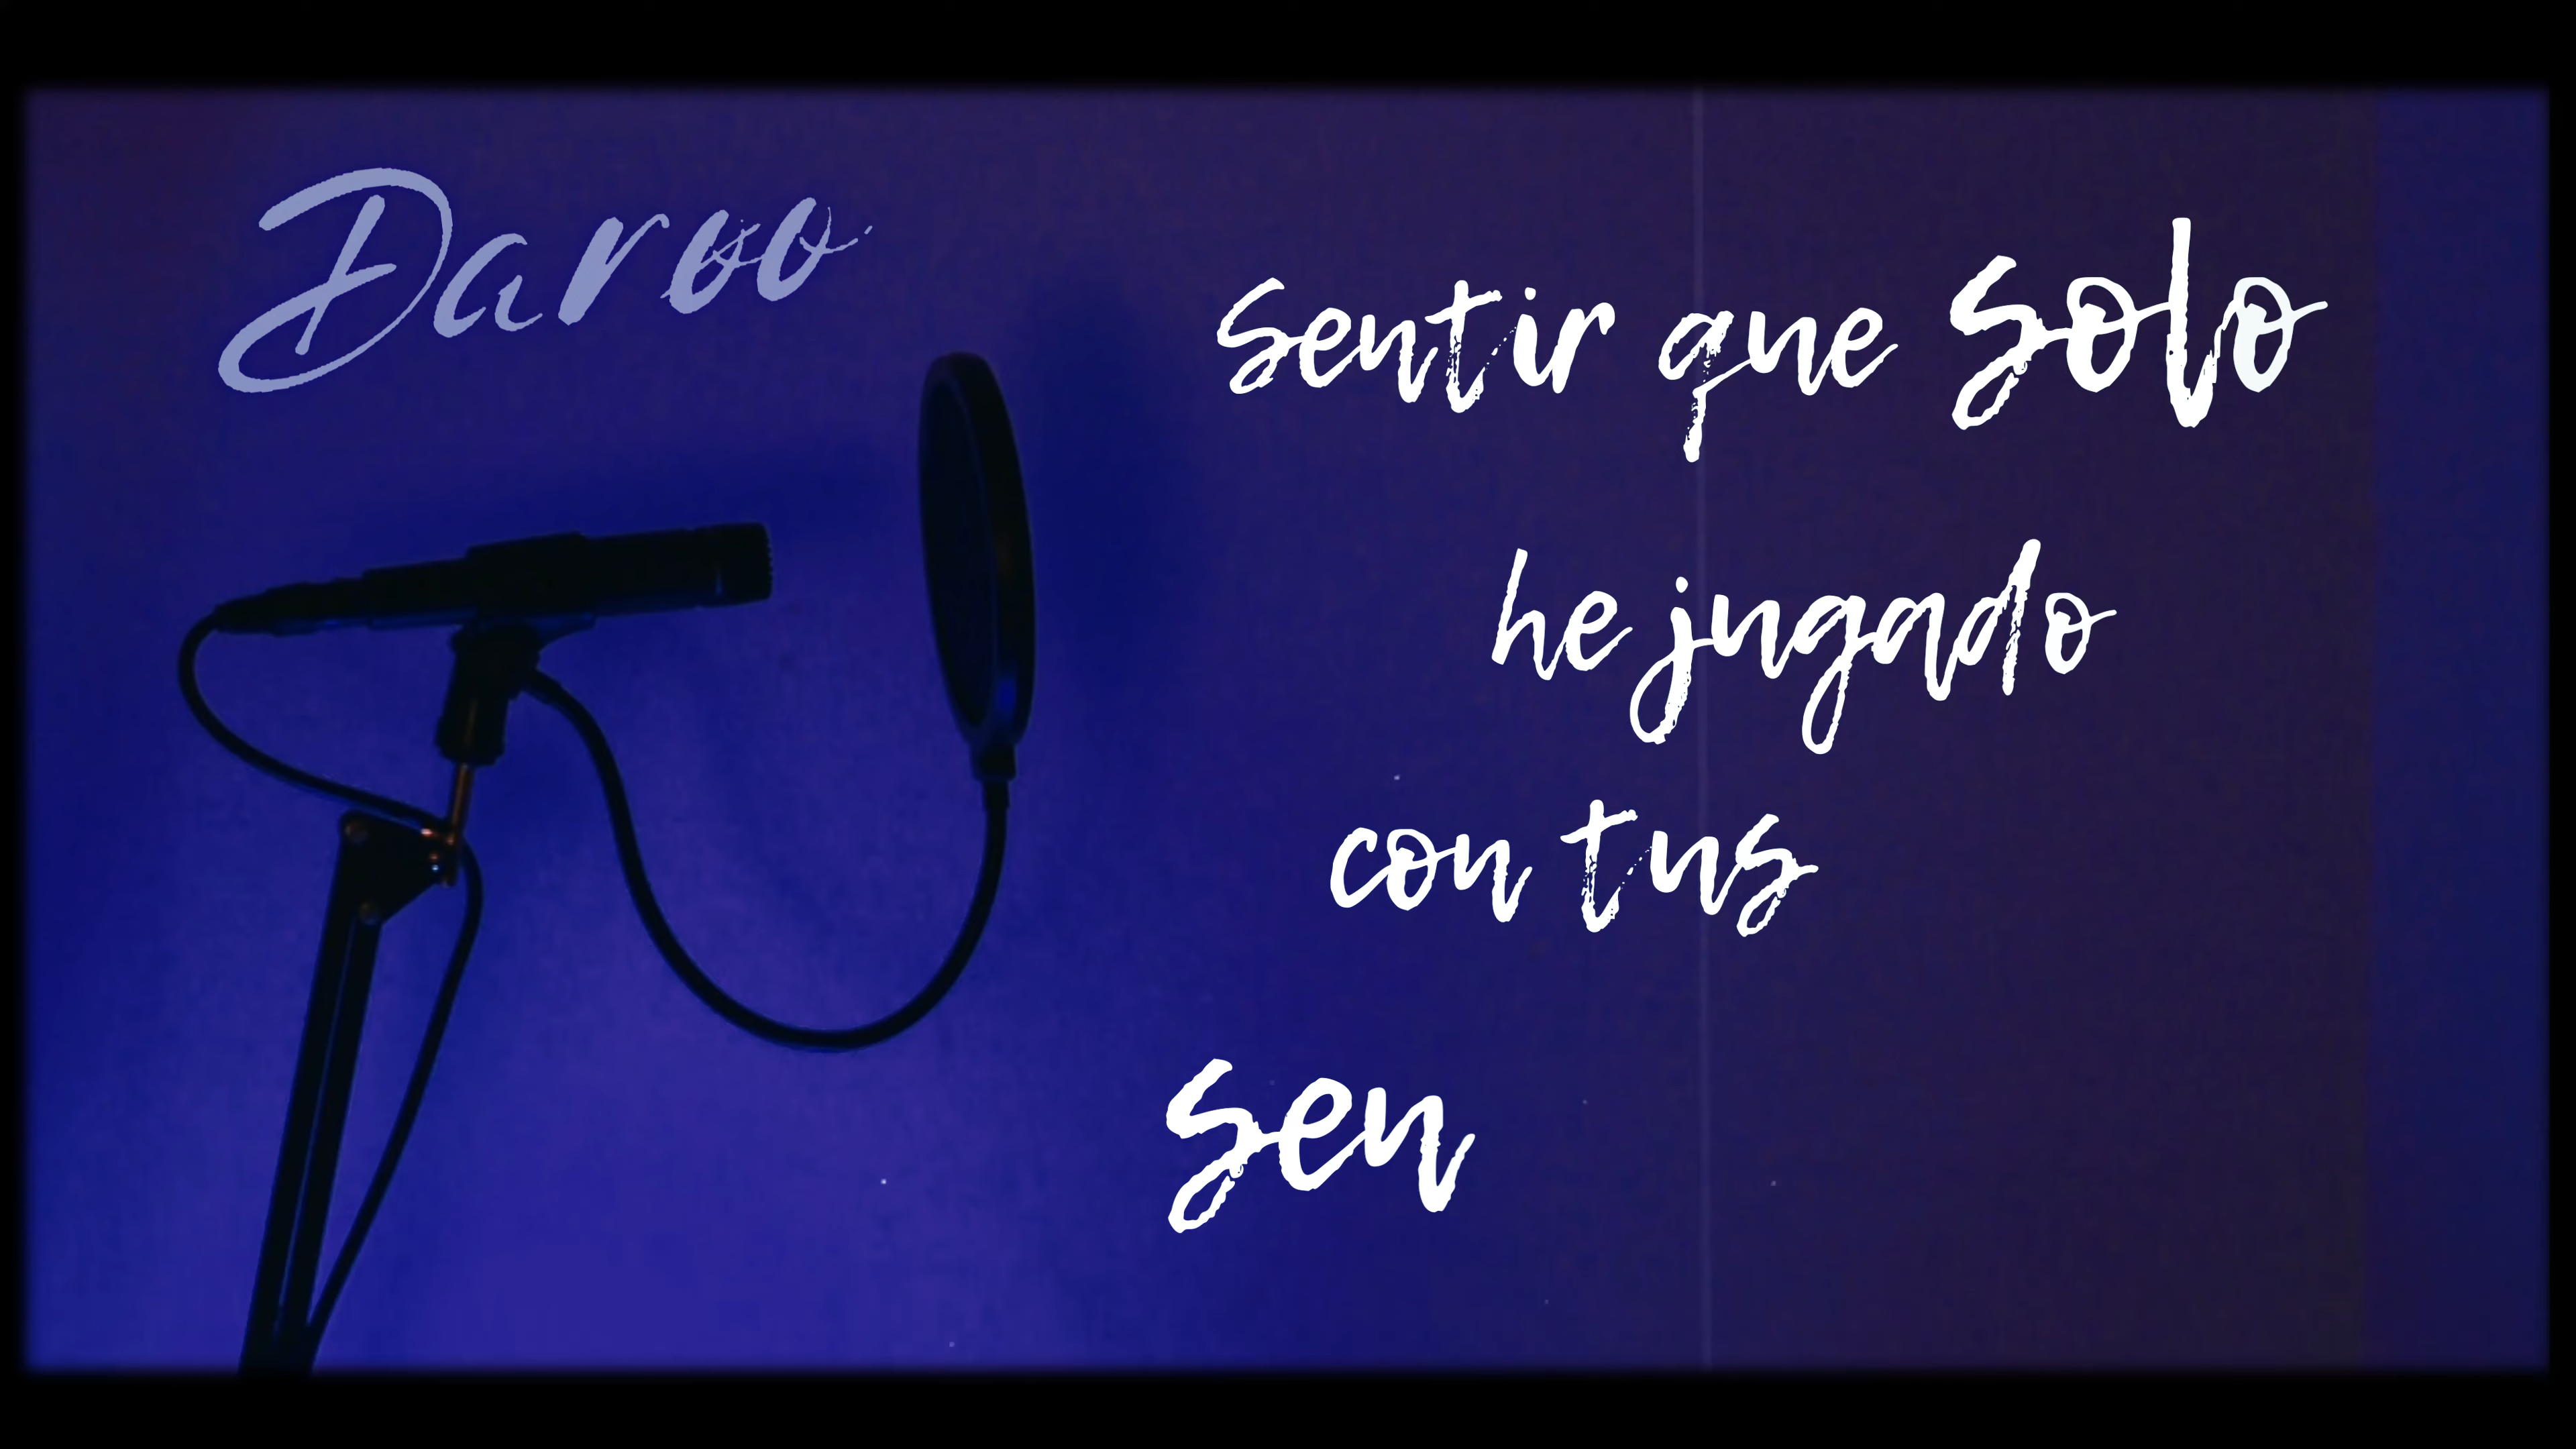 Daroo
sentir que solo
he jugado
con tus
sen